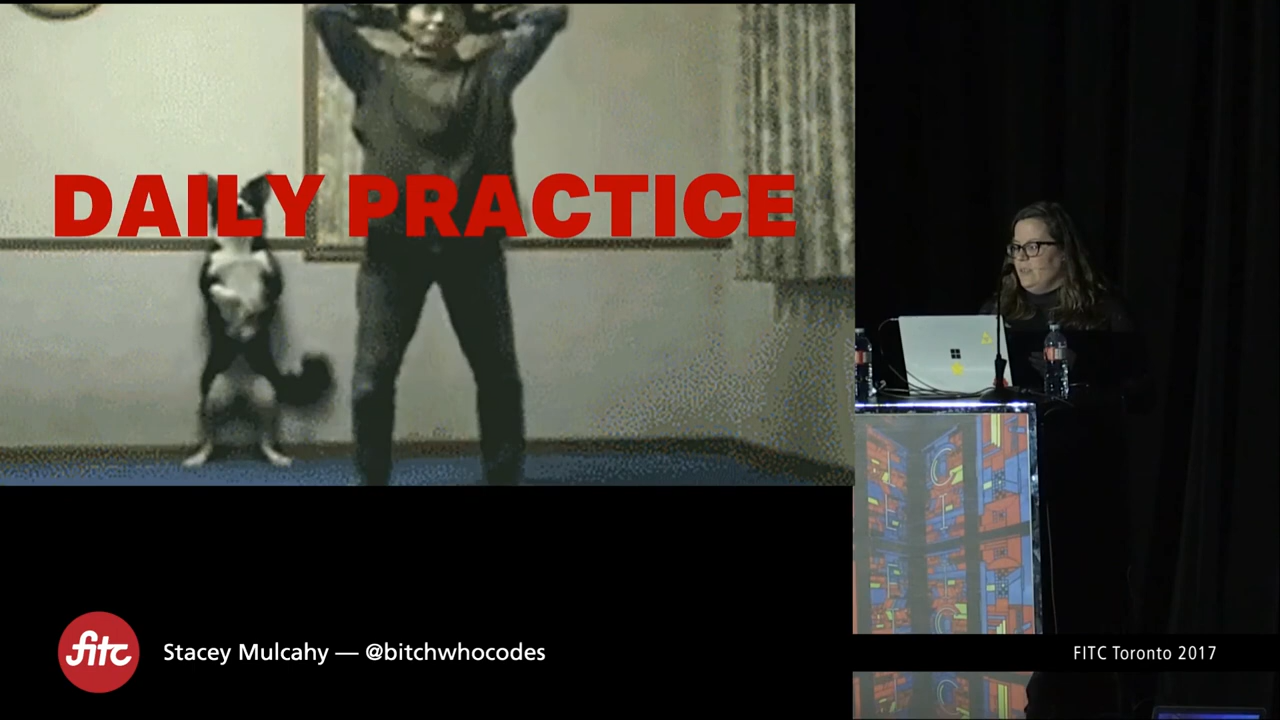 DAILY PRACTICE
fitc
Stacey Mulcahy — @bitchwhocodes
FITC Toronto 2017